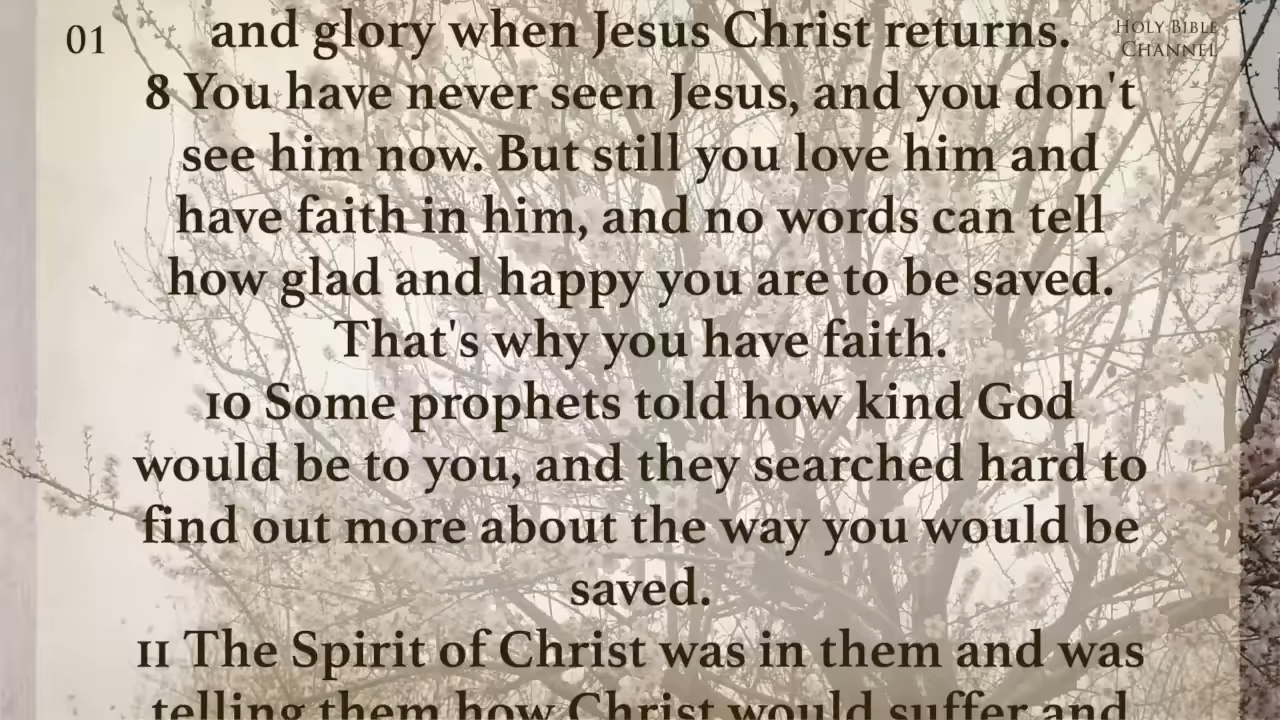 01
HOLY BIBLE
CHANNEL
and glory when Jesus Christ returns.
8 You have never seen Jesus, and you don't
see him now. But still you love him and
have faith in him, and no words can tell
how glad and happy you are to be saved.
That's why you have faith.
10 Some prophets told how kind God
would be to you, and they searched hard to
find out more about the way you would be
saved.
11 The Spirit of Christ was in them and was
telling them how Christ would suffer and